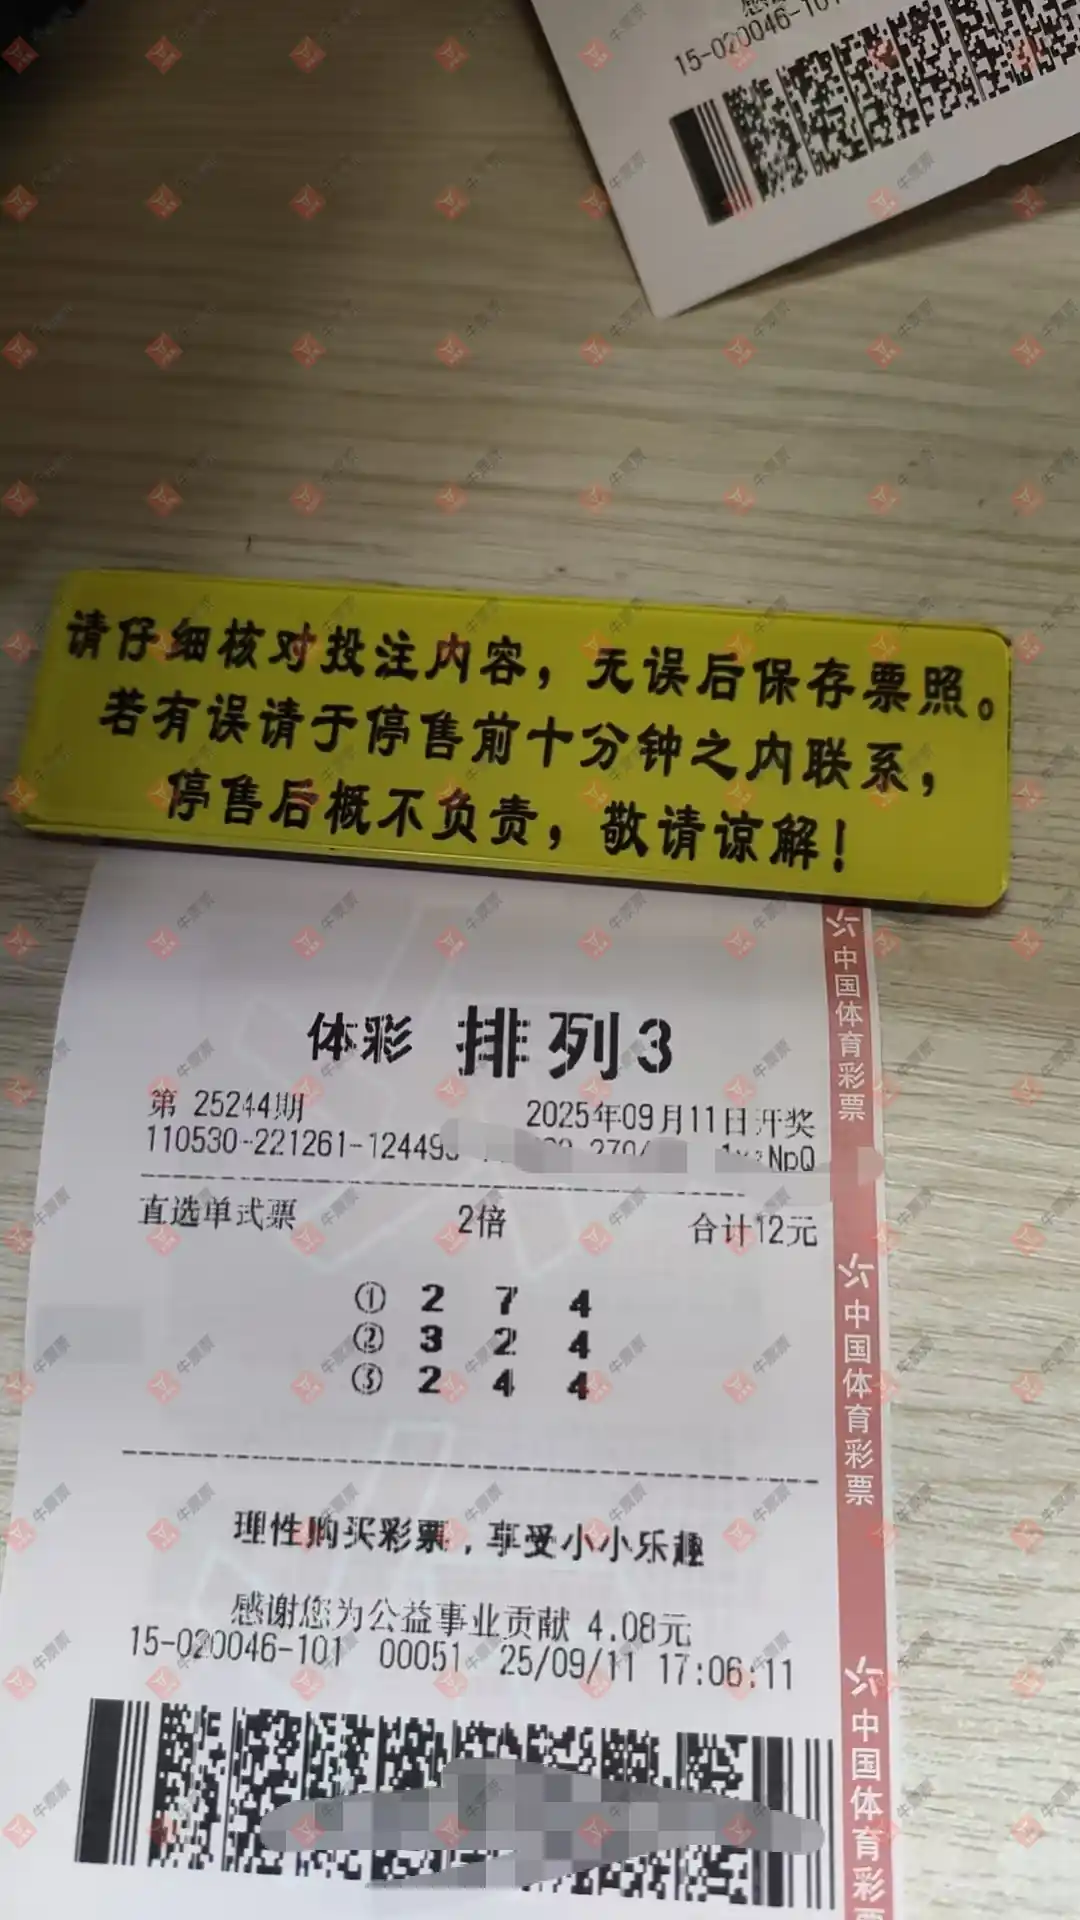 15-020046-101
请仔细核对投注内容，无误后保存票照。
若有误请于停售前十分钟之内联系，
停售后概不负责，敬请谅解！
体彩 排列3
第 25244期 2025年09月11日开奖
110530-221261-12449 NpQ
直选单式票 2倍 合计12元
① 2 7 4
② 3 2 4
③ 2 4 4
理性购买彩票，享受小小乐趣
感谢您为公益事业贡献 4.08元
15-020046-101 00051 25/09/11 17:06:11
中国体育彩票
中国体育彩票
中国体育彩票
牛票票